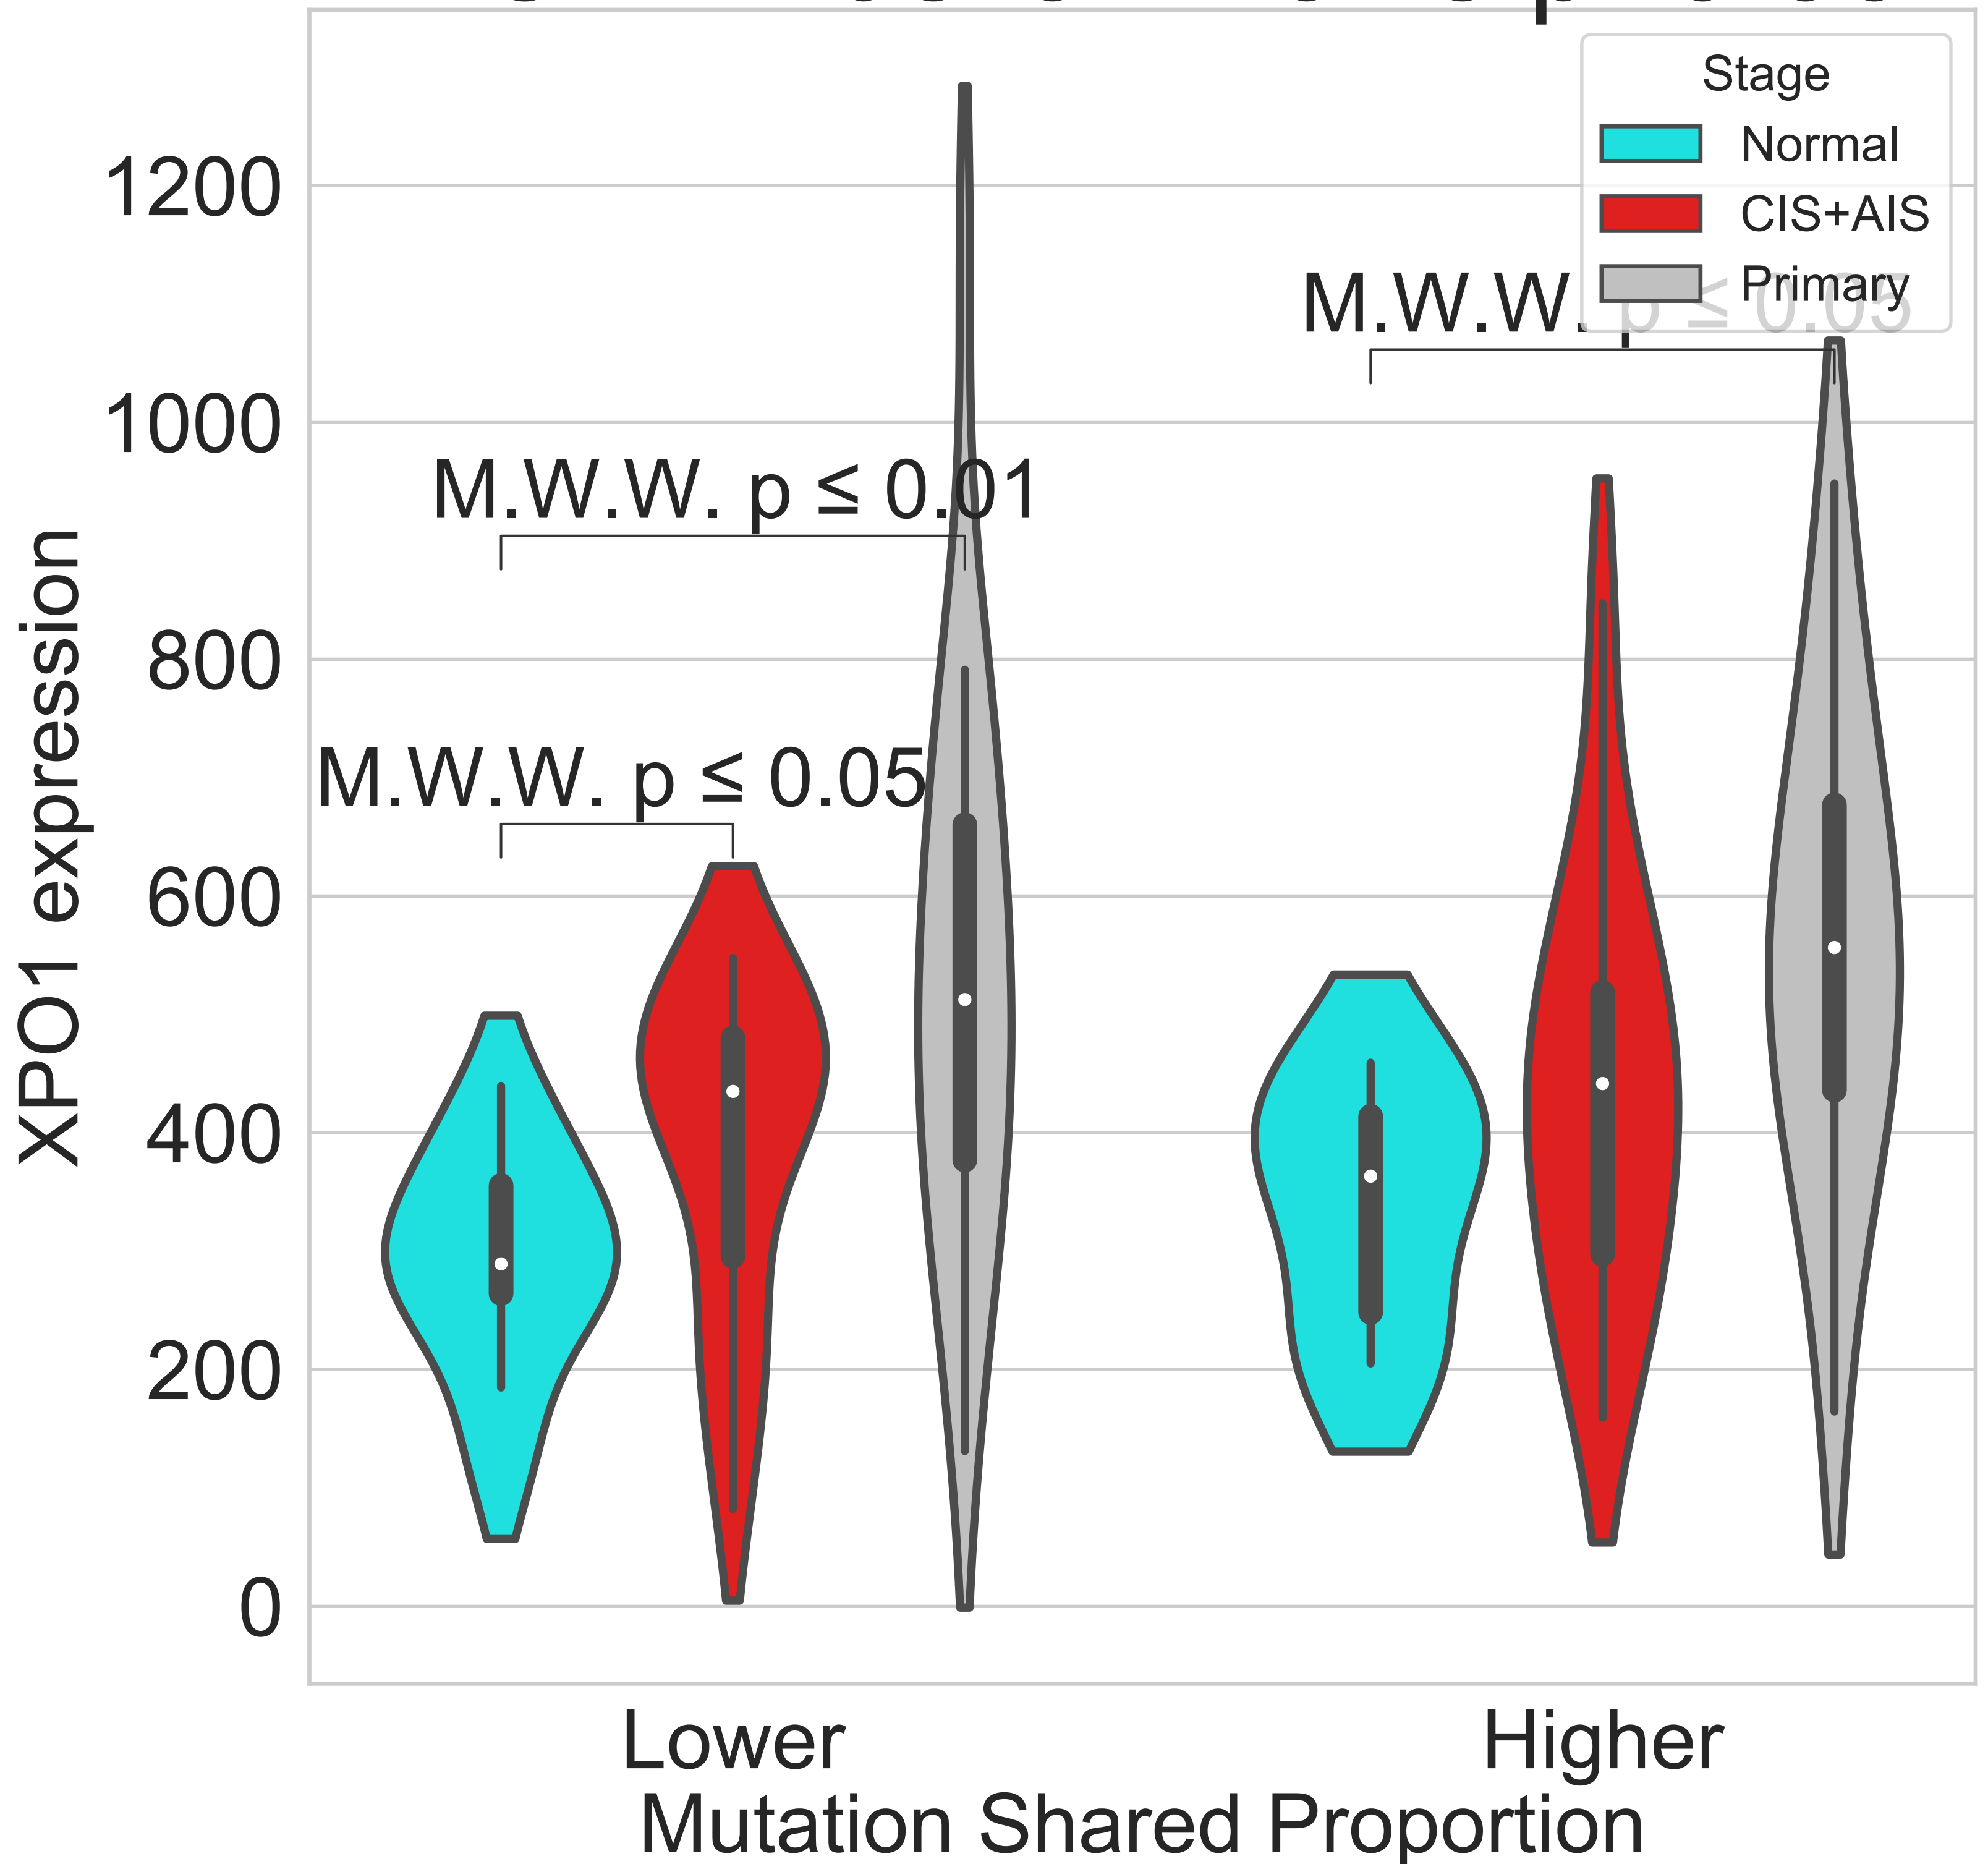 Stage
Normal
CIS+AIS
Primary
M.W.W. p ≤ 0.05
M.W.W. p ≤ 0.01
M.W.W. p ≤ 0.05
1200
1000
800
600
400
200
0
XPO1 expression
Lower
Higher
Mutation Shared Proportion